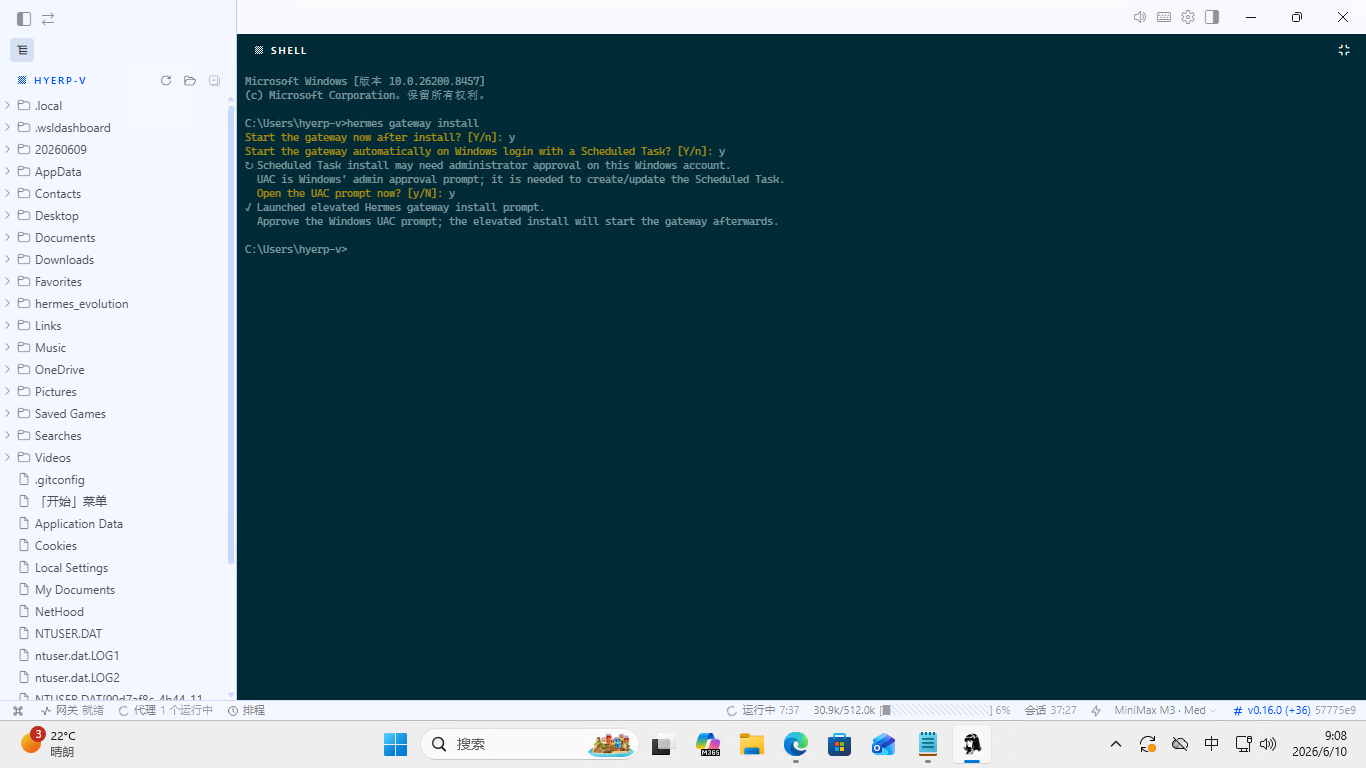 SHELL
HYERP-V
.local
.wsldashboard
20260609
AppData
Contacts
Desktop
Documents
Downloads
Favorites
hermes_evolution
Links
Music
OneDrive
Pictures
Saved Games
Searches
Videos
.gitconfig
「开始」菜单
Application Data
Cookies
Local Settings
My Documents
NetHood
NTUSER.DAT
ntuser.dat.LOG1
ntuser.dat.LOG2
Microsoft Windows [版本 10.0.26200.8457]
(c) Microsoft Corporation。保留所有权利。
C:\Users\hyerp-v>hermes gateway install
Start the gateway now after install? [Y/n]: y
Start the gateway automatically on Windows login with a Scheduled Task? [Y/n]: y
↻ Scheduled Task install may need administrator approval on this Windows account.
UAC is Windows' admin approval prompt; it is needed to create/update the Scheduled Task.
Open the UAC prompt now? [y/N]: y
✓ Launched elevated Hermes gateway install prompt.
Approve the Windows UAC prompt; the elevated install will start the gateway afterwards.
C:\Users\hyerp-v>
网关 就绪 代理 1 个运行中 排程 运行中 7:37 30.9k/512.0k [ ] 6% 会话 37:27 MiniMax M3 · Med # v0.16.0 (+36) 57775e9
3 22°C
晴朗
搜索
M365
中
9:08
2026/6/10